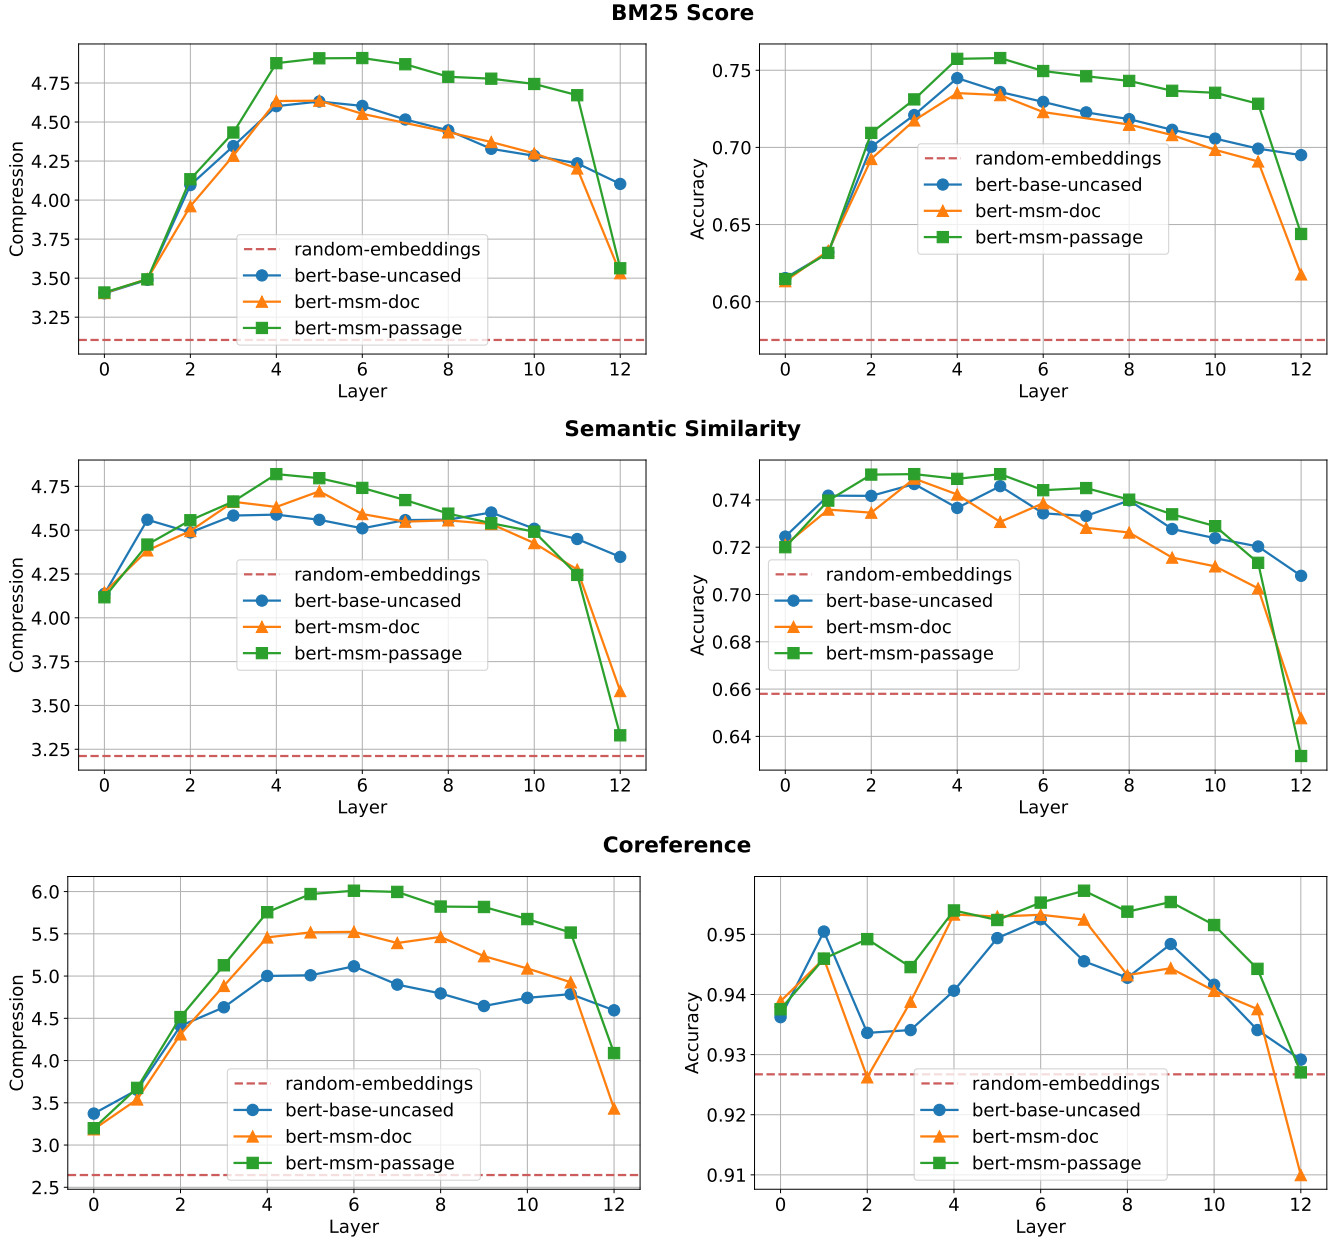 BM25 Score
4.75
4.50
4.25
4.00
3.75
3.50
3.25
Compression
random-embeddings
bert-base-uncased
bert-msm-doc
bert-msm-passage
0 2 4 6 8 10 12
Layer
0.75
0.70
0.65
0.60
Accuracy
random-embeddings
bert-base-uncased
bert-msm-doc
bert-msm-passage
0 2 4 6 8 10 12
Layer
Semantic Similarity
4.75
4.50
4.25
4.00
3.75
3.50
3.25
Compression
random-embeddings
bert-base-uncased
bert-msm-doc
bert-msm-passage
0 2 4 6 8 10 12
Layer
0.74
0.72
0.70
0.68
0.66
0.64
Accuracy
random-embeddings
bert-base-uncased
bert-msm-doc
bert-msm-passage
0 2 4 6 8 10 12
Layer
Coreference
6.0
5.5
5.0
4.5
4.0
3.5
3.0
2.5
Compression
random-embeddings
bert-base-uncased
bert-msm-doc
bert-msm-passage
0 2 4 6 8 10 12
Layer
0.95
0.94
0.93
0.92
0.91
Accuracy
random-embeddings
bert-base-uncased
bert-msm-doc
bert-msm-passage
0 2 4 6 8 10 12
Layer